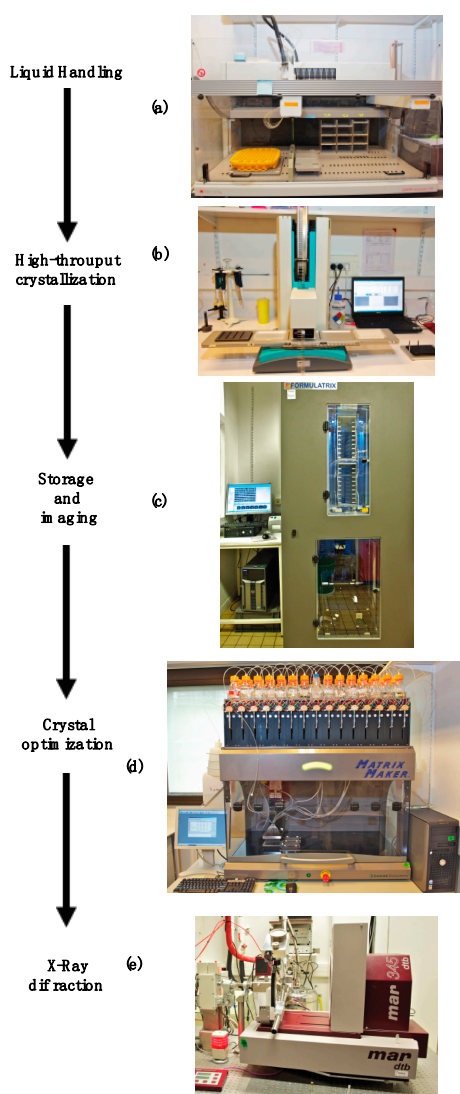 Liquid Handling
(a)
High-throuput
crystallization
(b)
FORMULATRIX
Storage
and
imaging
(c)
Crystal
optimization
(d)
MATRIX
MAKER
X-Ray
difraction
(e)
mar 345
dtb
mar
dtb